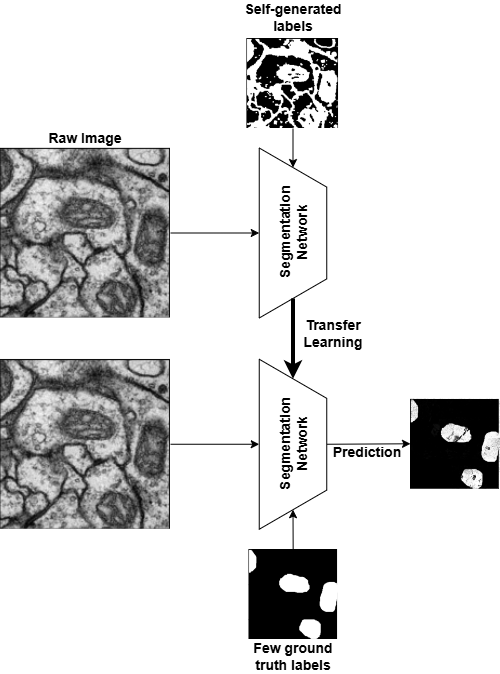 Self-generated
labels
Raw Image
Segmentation
Network
Transfer
Learning
Segmentation
Network
Prediction
Few ground
truth labels